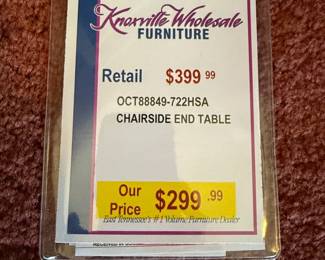 Knoxville Wholesale
FURNITURE
Retail $399 99
OCT88849-722HSA
CHAIRSIDE END TABLE
Our Price $299 .99
East Tennessee's #1 Volume Furniture Dealer